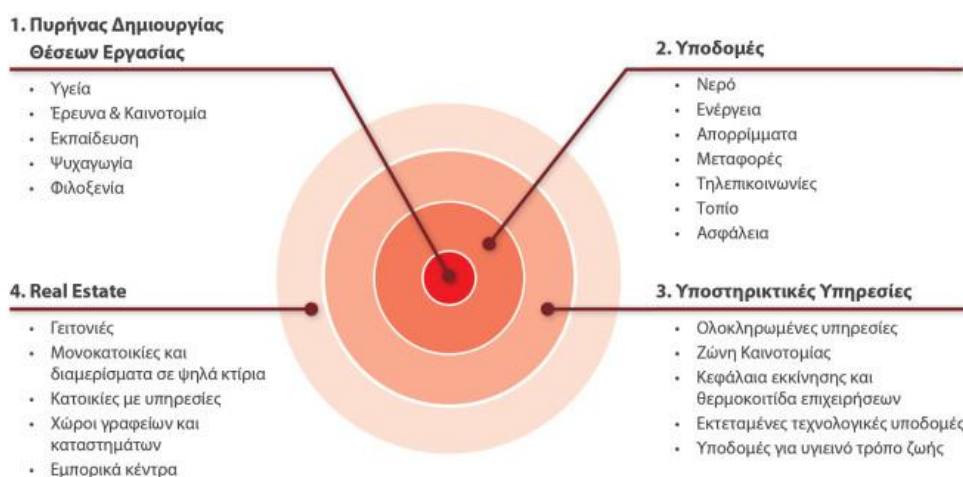 1. Πυρήνας Δημιουργίας
Θέσεων Εργασίας
• Υγεία
• Έρευνα & Καινοτομία
• Εκπαίδευση
• Ψυχαγωγία
• Φιλοξενία
2. Υποδομές
• Νερό
• Ενέργεια
• Απορρίμματα
• Μεταφορές
• Τηλεπικοινωνίες
• Τοπίο
• Ασφάλεια
4. Real Estate
• Γειτονιές
• Μονοκατοικίες και
διαμερίσματα σε ψηλά κτίρια
• Κατοικίες με υπηρεσίες
• Χώροι γραφείων και
καταστημάτων
• Εμπορικά κέντρα
3. Υποστηρικτικές Υπηρεσίες
• Ολοκληρωμένες υπηρεσίες
• Ζώνη Καινοτομίας
• Κεφάλαια εκκίνησης και
θερμοκοιτίδα επιχειρήσεων
• Εκτεταμένες τεχνολογικές υποδομές
• Υποδομές για υγιεινό τρόπο ζωής